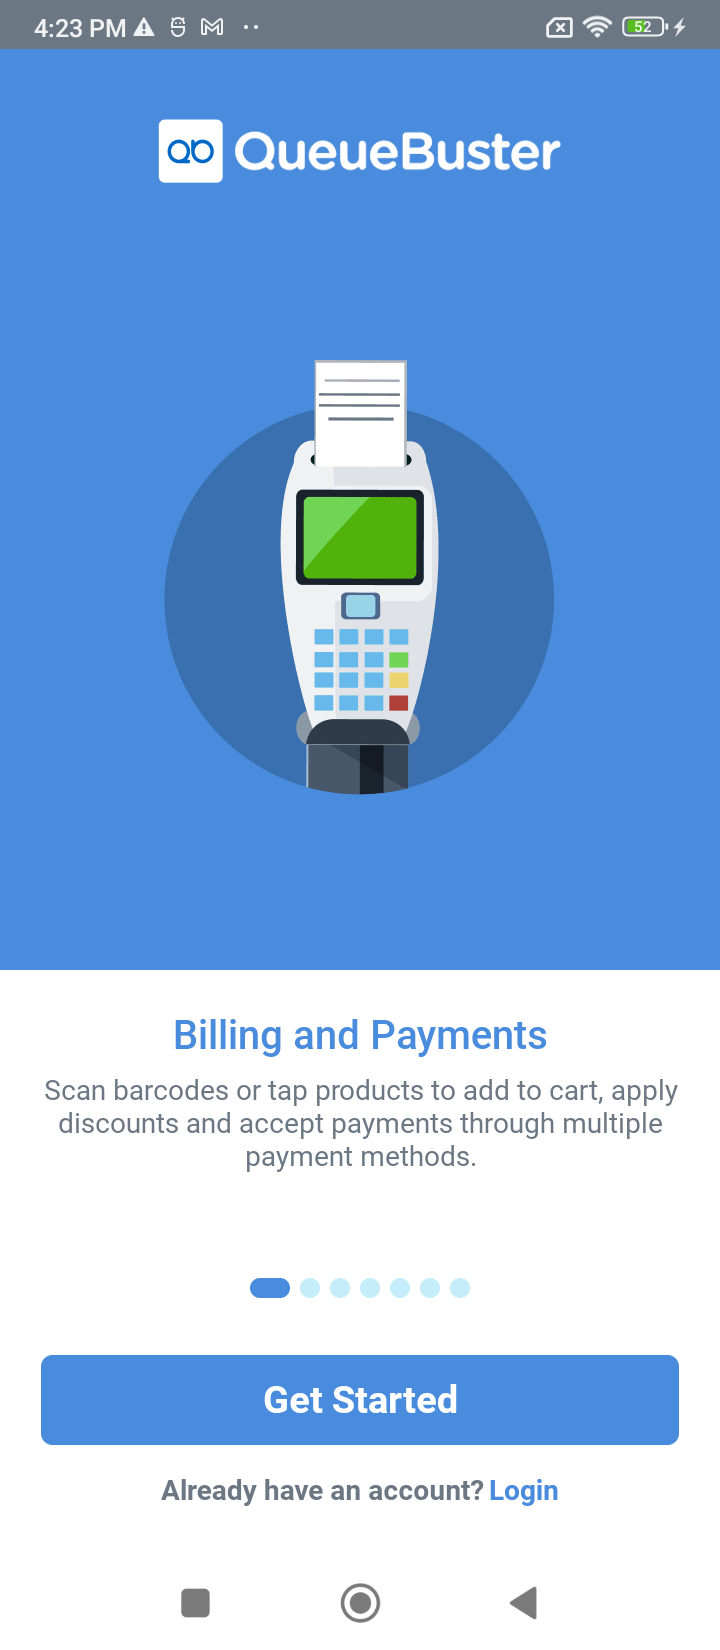 4:23 PM
52
QueueBuster
Billing and Payments
Scan barcodes or tap products to add to cart, apply
discounts and accept payments through multiple
payment methods.
Get Started
Already have an account? Login